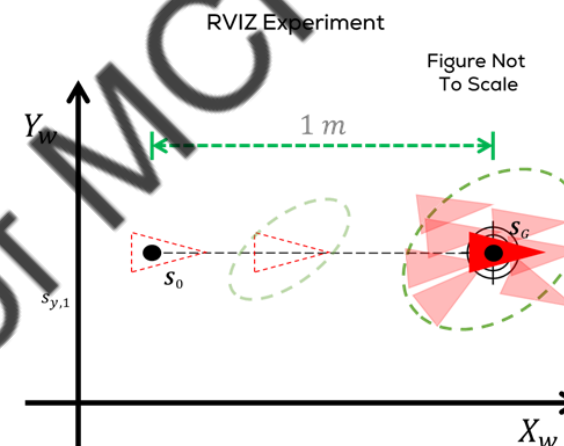 RVIZ Experiment
Figure Not
To Scale
Y_w
1 m
s_G
s_0
s_{y,1}
X_w